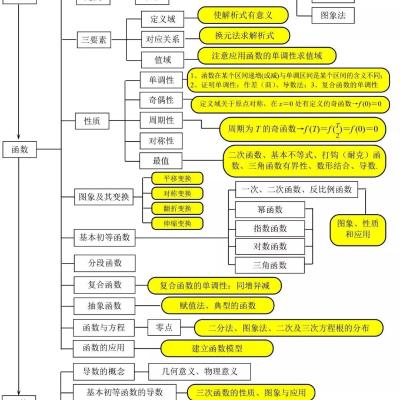 图象法
定义域
使解析式有意义
三要素
对应关系
换元法求解析式
值域
注意应用函数的单调性求值域
单调性
1、函数在某个区间递增(或减)与单调区间是某个区间的含义不同；
2、证明单调性：作差（商）、导数法；3、复合函数的单调性
奇偶性
定义域关于原点对称，在x=0处有定义的奇函数→f(0)=0
性质
周期性
周期为T的奇函数→f(T)=f(T/2)=f(0)=0
对称性
最值
二次函数、基本不等式、打钩（耐克）函
数、三角函数有界性、数形结合、导数.
函数
图象及其变换
平移变换
对称变换
翻折变换
伸缩变换
基本初等函数
一次、二次函数、反比例函数
幂函数
指数函数
对数函数
三角函数
图象、性质
和应用
分段函数
复合函数
复合函数的单调性：同增异减
抽象函数
赋值法、典型的函数
函数与方程
零点
二分法、图象法、二次及三次方程根的分布
函数的应用
建立函数模型
导数的概念
几何意义、物理意义
基本初等函数的导数
三次函数的性质、图象与应用